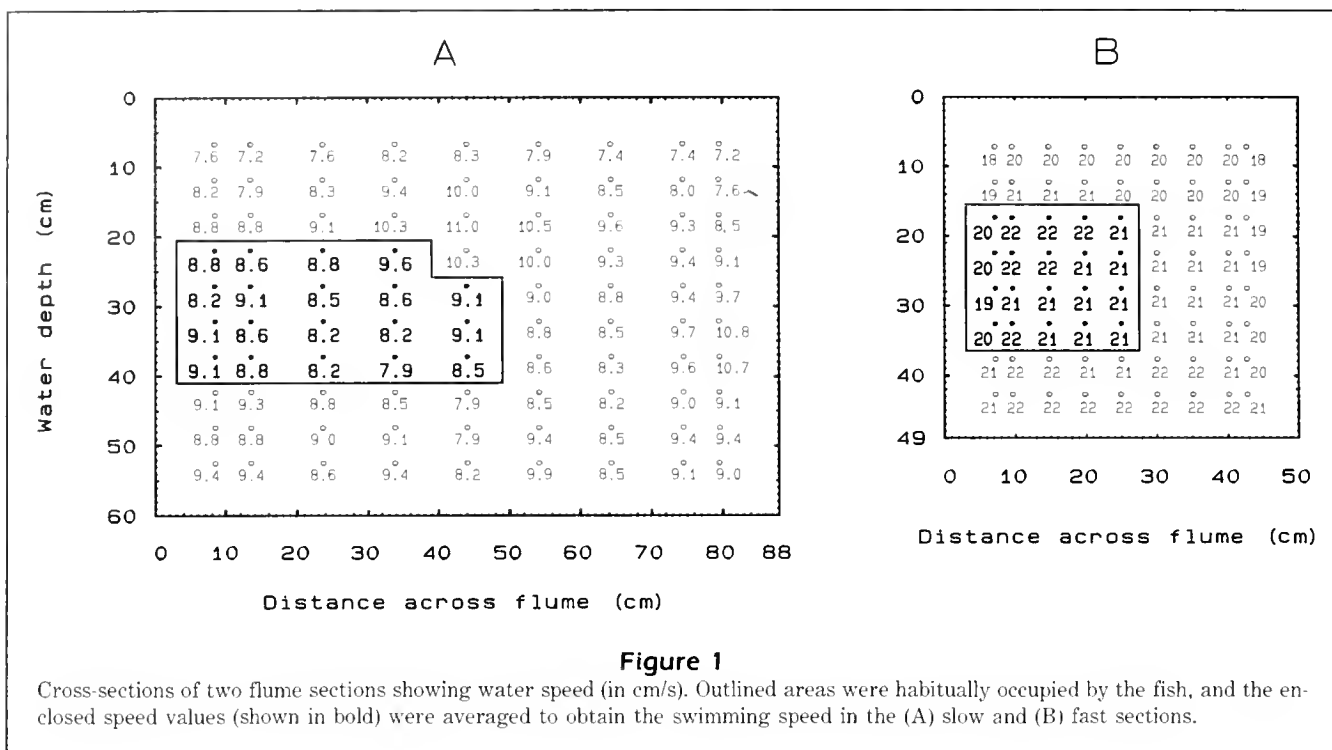 A
0
7.6 7.2 7.6 8.2 8.3 7.9 7.4 7.4 7.2
10
8.2 7.9 8.3 9.4 10.0 9.1 8.5 8.0 7.6
8.8 8.8 9.1 10.3 11.0 10.5 9.6 9.3 8.5
20
8.8 8.6 8.8 9.6 10.3 10.0 9.3 9.4 9.1
8.2 9.1 8.5 8.6 9.1 9.0 8.8 9.4 9.7
30
9.1 8.6 8.2 8.2 9.1 8.8 8.5 9.7 10.8
9.1 8.8 8.2 7.9 8.5 8.6 8.3 9.6 10.7
40
9.1 9.3 8.8 8.5 7.9 8.5 8.2 9.0 9.1
8.8 8.8 9.0 9.1 7.9 9.4 8.5 9.4 9.4
50
9.4 9.4 8.6 9.4 8.2 9.9 8.5 9.1 9.0
60
0 10 20 30 40 50 60 70 80 88
Water depth (cm)
Distance across flume (cm)
B
0
18 20 20 20 20 20 20 20 18
10
19 21 21 21 20 20 20 20 19
20 22 22 22 21 21 21 21 19
20
20 22 22 21 21 21 21 21 19
19 21 21 21 21 21 21 21 20
30
20 22 21 21 21 21 21 21 20
21 22 22 21 21 22 22 21 20
40
21 22 22 22 22 22 22 22 21
49
0 10 20 30 40 50
Distance across flume (cm)
Figure 1
Cross-sections of two flume sections showing water speed (in cm/s). Outlined areas were habitually occupied by the fish, and the en-
closed speed values (shown in bold) were averaged to obtain the swimming speed in the (A) slow and (B) fast sections.